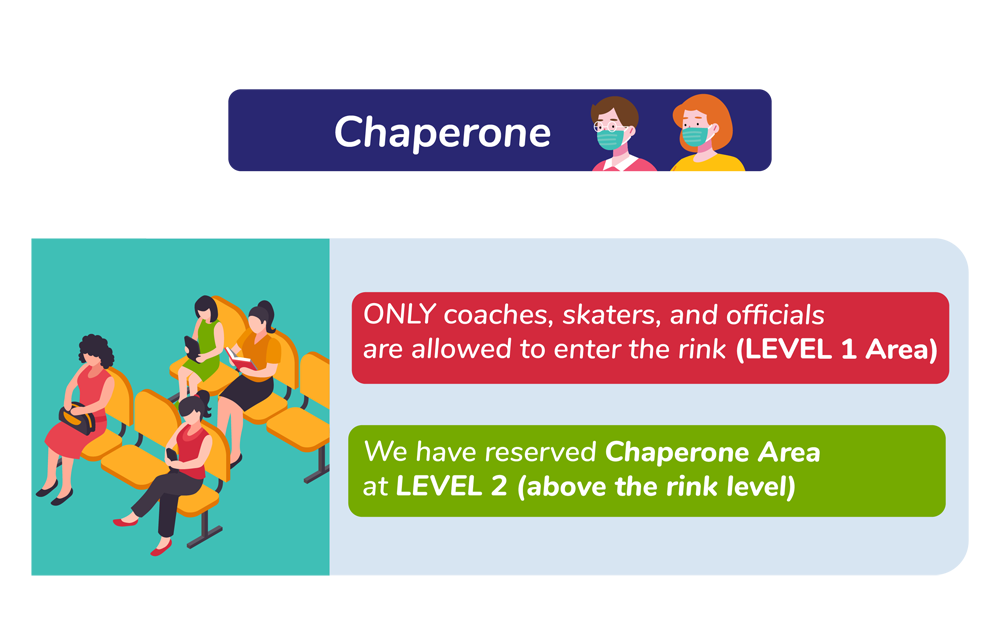 Chaperone
ONLY coaches, skaters, and officials
are allowed to enter the rink (LEVEL 1 Area)
We have reserved Chaperone Area
at LEVEL 2 (above the rink level)